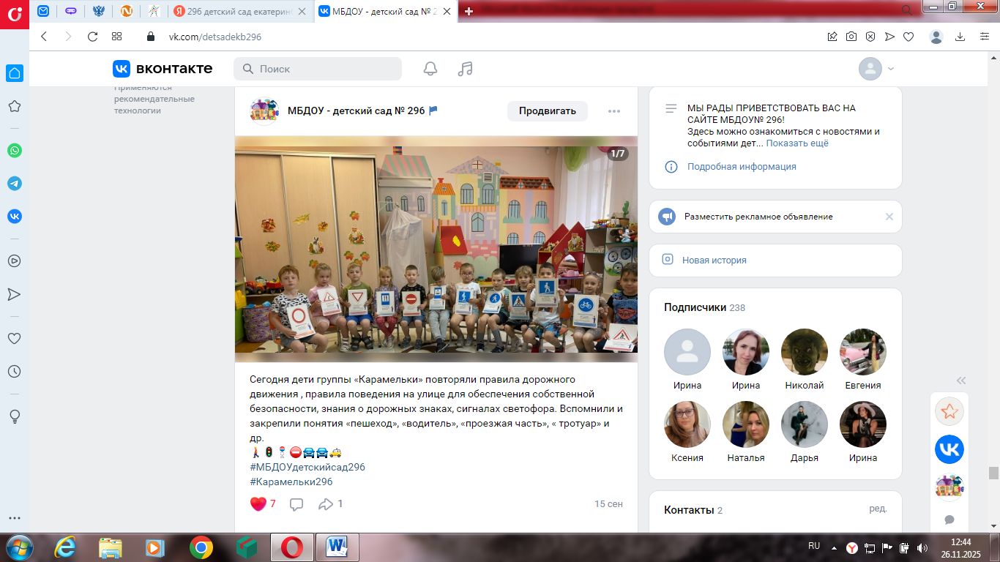 296 детский сад екатерин
МБДОУ - детский сад № 2
vk.com/detsadekb296
вконтакте
Поиск
Применяются
рекомендательные
технологии
МБДОУ - детский сад № 296
Продвигать
1/7
Сегодня дети группы «Карамельки» повторяли правила дорожного
движения , правила поведения на улице для обеспечения собственной
безопасности, знания о дорожных знаках, сигналах светофора. Вспомнили и
закрепили понятия «пешеход», «водитель», «проезжая часть», « тротуар» и
др.
#МБДОУдетскийсад296
#Карамельки296
7
1
15 сен
МЫ РАДЫ ПРИВЕТСТВОВАТЬ ВАС НА
САЙТЕ МБДОУ№ 296!
Здесь можно ознакомиться с новостями и
событиями дет... Показать ещё
Подробная информация
Разместить рекламное объявление
Новая история
Подписчики 238
Ирина
Ирина
Николай
Евгения
Ксения
Наталья
Дарья
Ирина
Контакты 2
ред.
RU
12:44
26.11.2025